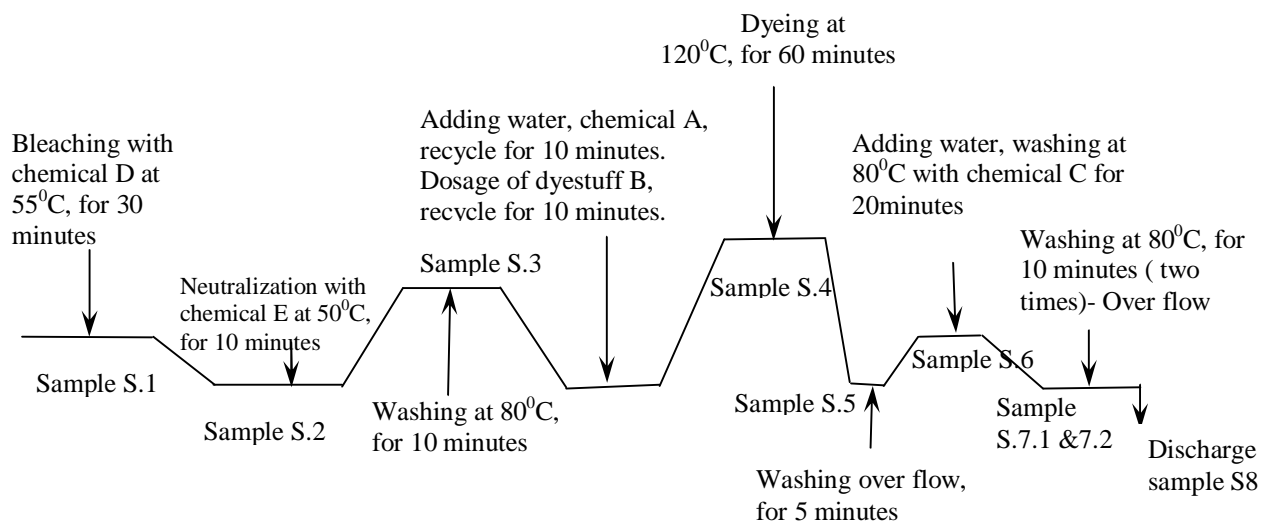 Dyeing at
120⁰C, for 60 minutes
Bleaching with
chemical D at
55⁰C, for 30
minutes
Adding water, chemical A,
recycle for 10 minutes.
Dosage of dyestuff B,
recycle for 10 minutes.
Adding water, washing at
80⁰C with chemical C for
20minutes
Washing at 80⁰C, for
10 minutes ( two
times)- Over flow
Neutralization with
chemical E at 50⁰C,
for 10 minutes
Sample S.3
Sample S.4
Sample S.1
Sample S.2
Washing at 80⁰C,
for 10 minutes
Sample S.5
Sample S.6
Sample
S.7.1 &7.2
Washing over flow,
for 5 minutes
Discharge
sample S8